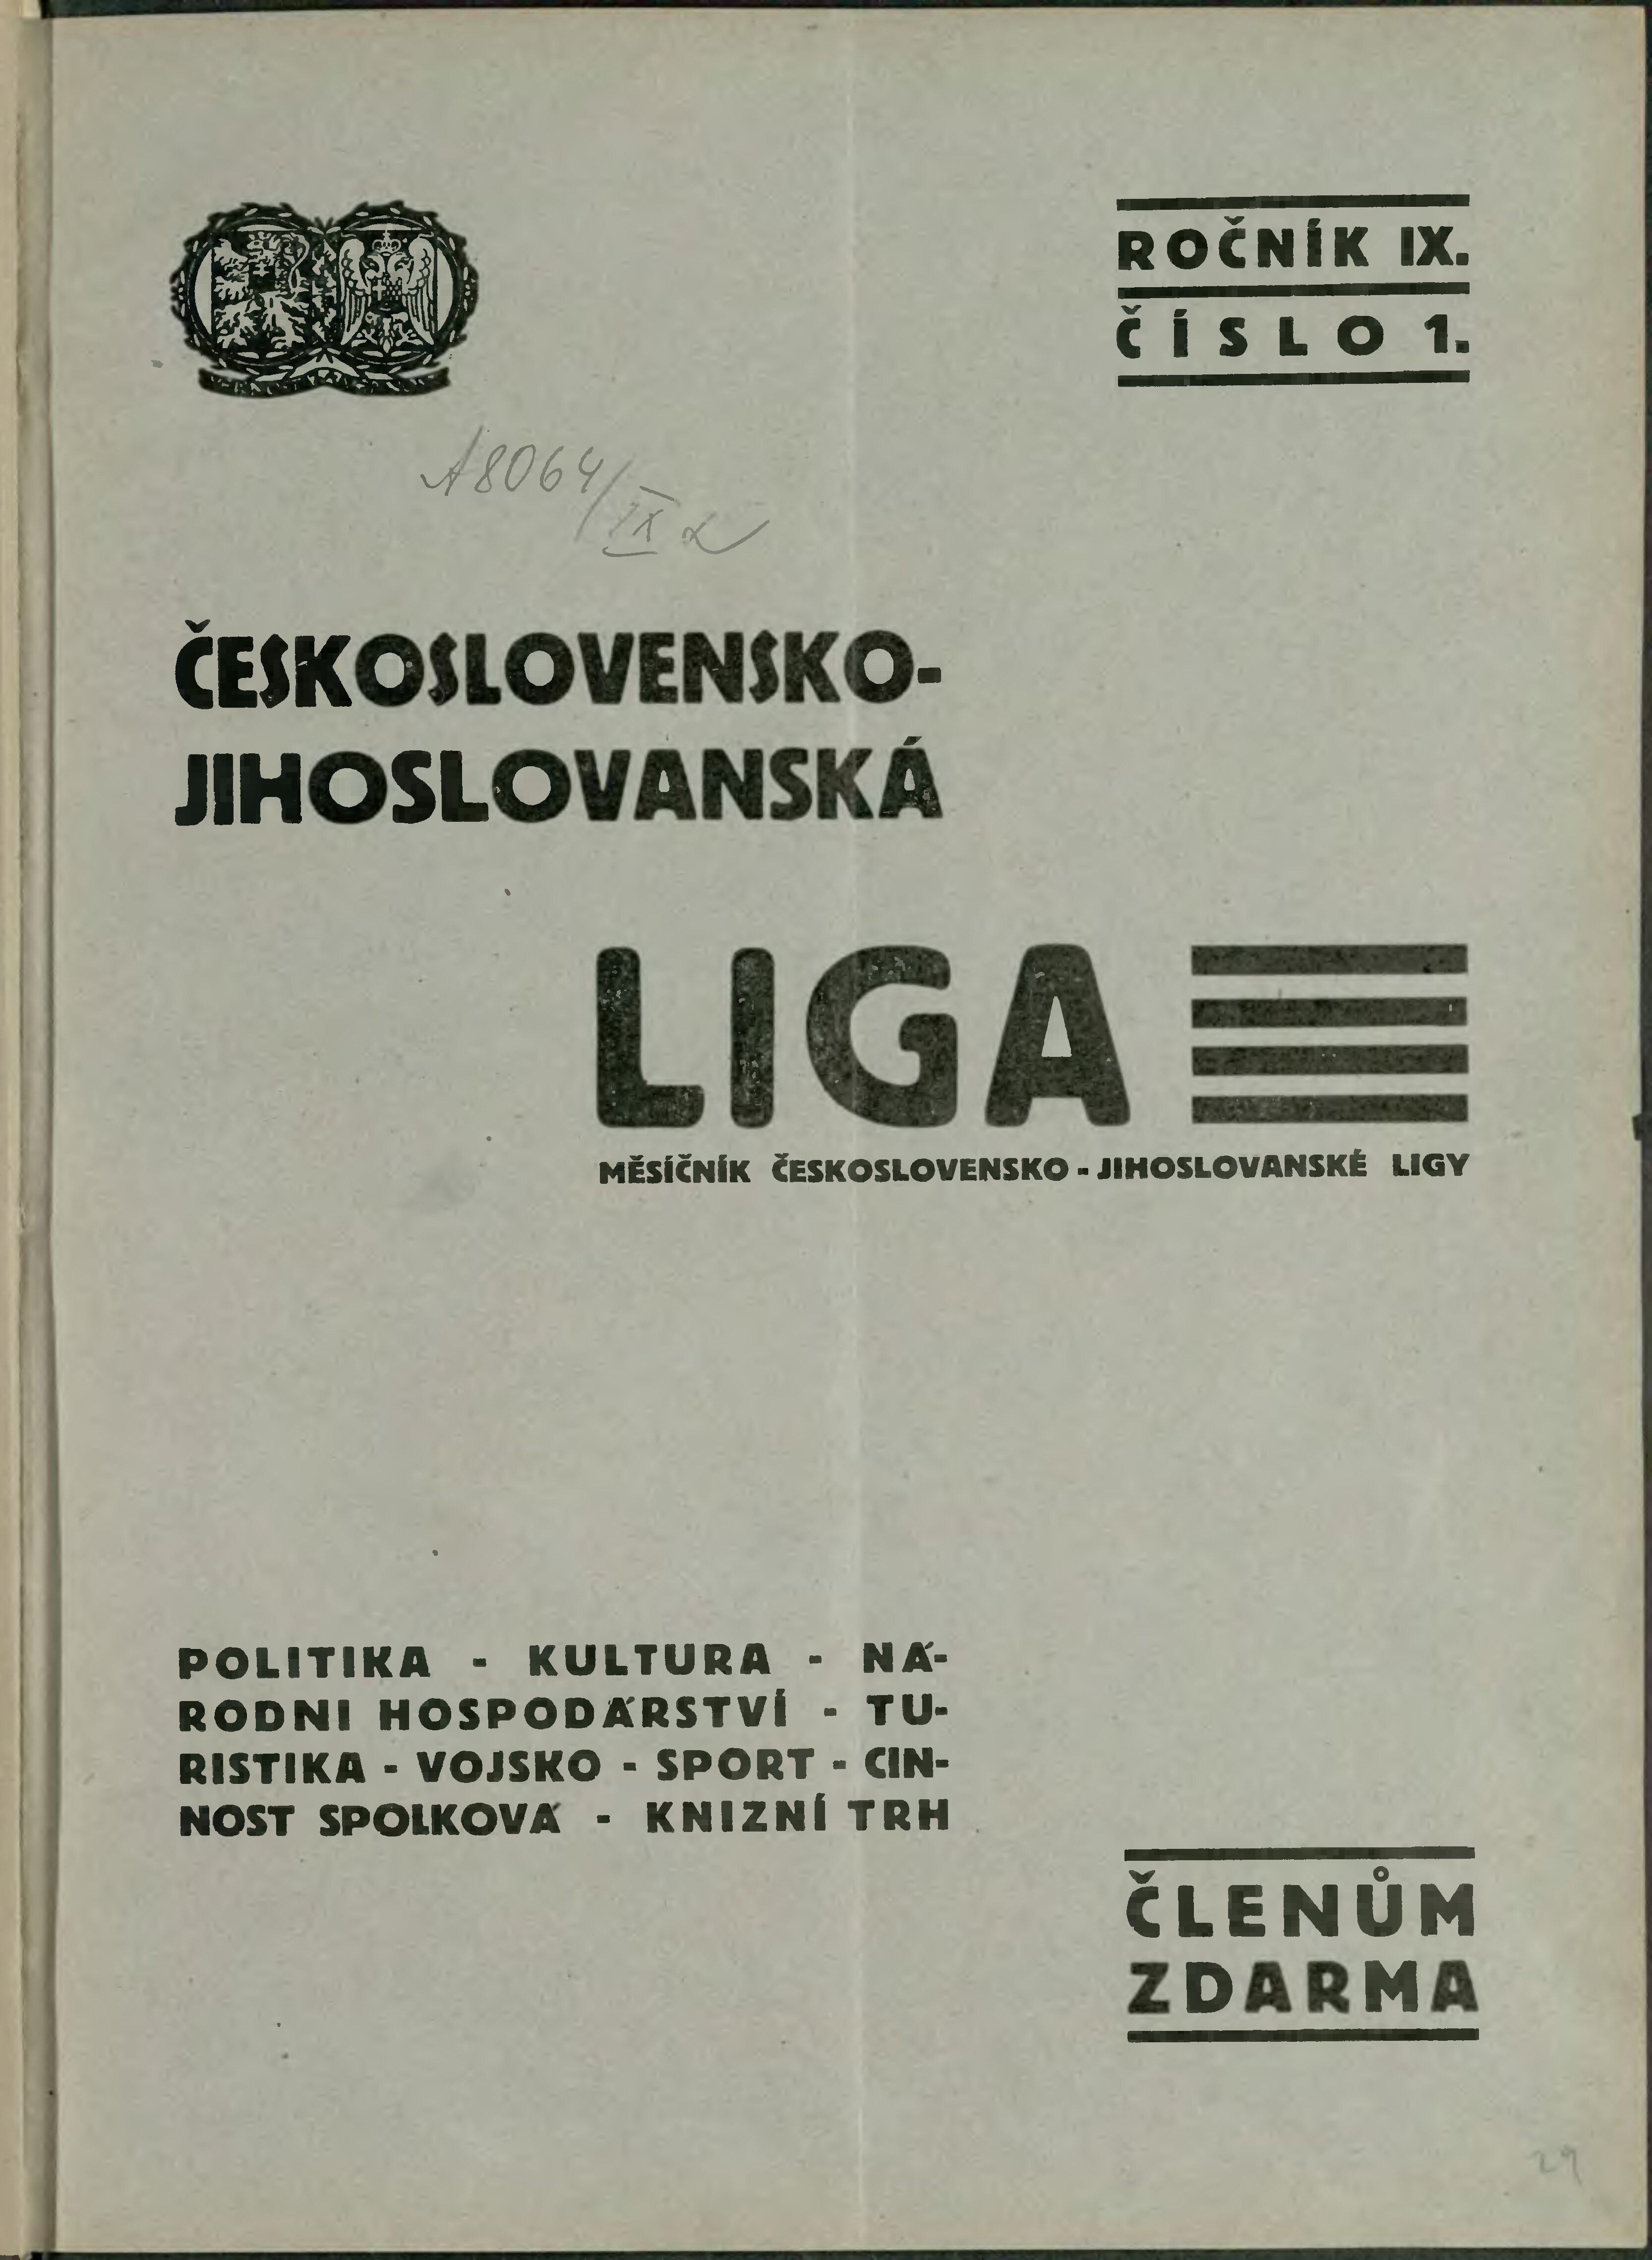 ROČNÍK IX.
ČÍSLO 1.
A8064/IX
ČESKOSLOVENSKO-
JIHOSLOVANSKÁ
LIGA
MĚSÍČNÍK ČESKOSLOVENSKO - JIHOSLOVANSKÉ LIGY
POLITIKA - KULTURA - NÁ-
RODNI HOSPODÁRSTVÍ - TU-
RISTIKA - VOJSKO - SPORT - CIN-
NOST SPOLKOVÁ - KNIZNÍ TRH
ČLENŮM
ZDARMA
29